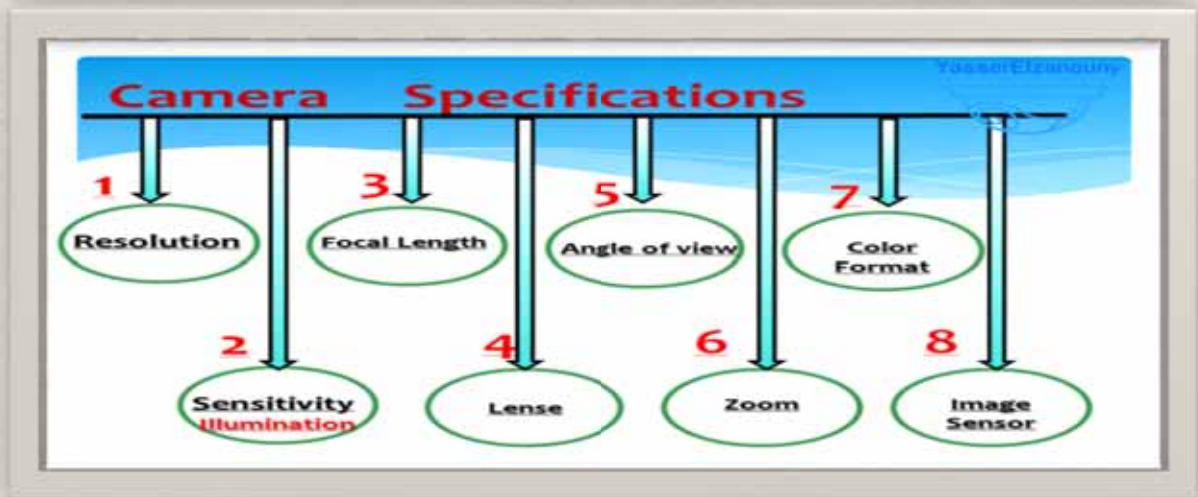 YasserElzanouny
Camera Specifications
1
Resolution
2
Sensitivity
Illumination
3
Focal Length
4
Lense
5
Angle of view
6
Zoom
7
Color
Format
8
Image
Sensor